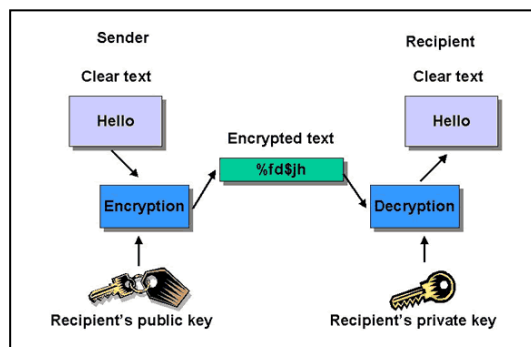 Sender
Recipient
Clear text
Clear text
Hello
Hello
Encrypted text
%fd$jh
Encryption
Decryption
Recipient's public key
Recipient's private key